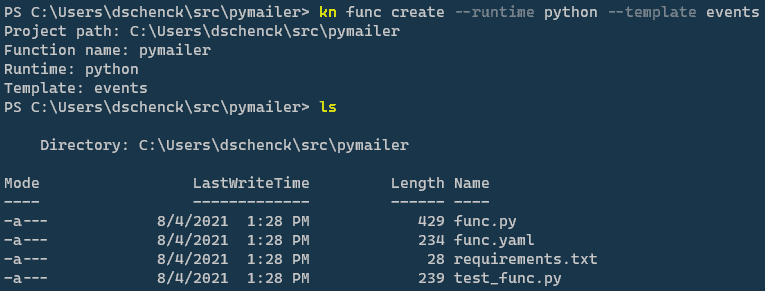 PS C:\Users\dschenck\src\pymailer> kn func create --runtime python --template events
Project path: C:\Users\dschenck\src\pymailer
Function name: pymailer
Runtime: python
Template: events
PS C:\Users\dschenck\src\pymailer> ls
    Directory: C:\Users\dschenck\src\pymailer
Mode                 LastWriteTime         Length Name
----                 -------------         ------ ----
-a---            8/4/2021  1:28 PM            429 func.py
-a---            8/4/2021  1:28 PM            234 func.yaml
-a---            8/4/2021  1:28 PM             28 requirements.txt
-a---            8/4/2021  1:28 PM            239 test_func.py